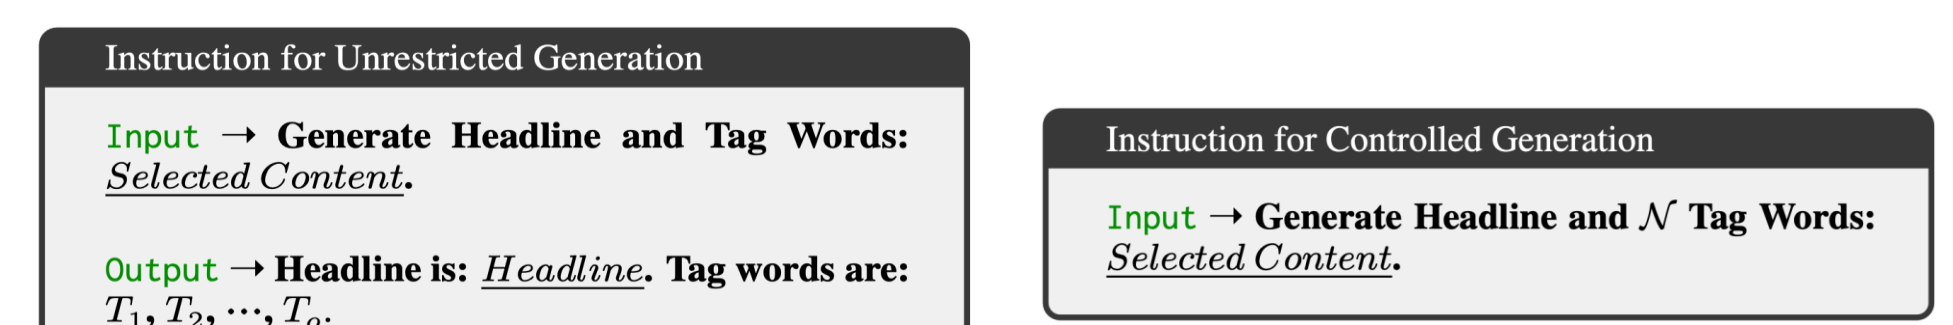 Instruction for Unrestricted Generation
Input → Generate Headline and Tag Words:
Selected Content.
Output → Headline is: Headline. Tag words are:
T₁, T₂, ⋯, Tₒ.
Instruction for Controlled Generation
Input → Generate Headline and 𝒩 Tag Words:
Selected Content.